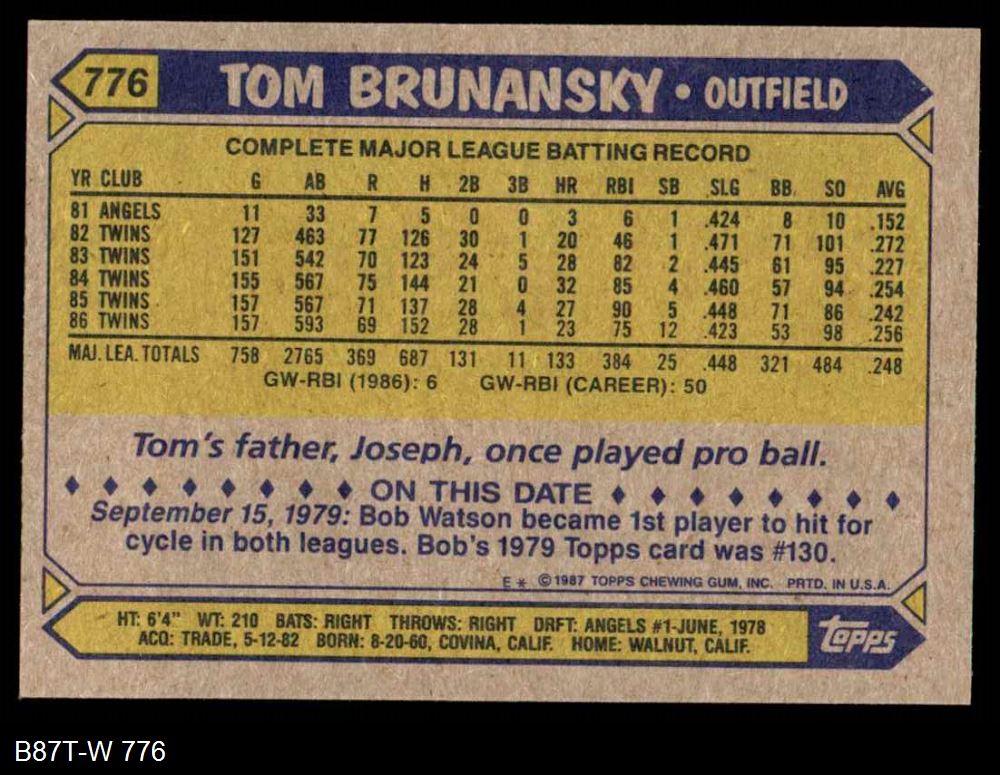 776 TOM BRUNANSKY • OUTFIELD
COMPLETE MAJOR LEAGUE BATTING RECORD
YR CLUB G AB R H 2B 3B HR RBI SB SLG BB SO AVG
81 ANGELS 11 33 7 5 0 0 3 6 1 .424 8 10 .152
82 TWINS 127 463 77 126 30 1 20 46 1 .471 71 101 .272
83 TWINS 151 542 70 123 24 5 28 82 2 .445 61 95 .227
84 TWINS 155 567 75 144 21 0 32 85 4 .460 57 94 .254
85 TWINS 157 567 71 137 28 4 27 90 5 .448 71 86 .242
86 TWINS 157 593 69 152 28 1 23 75 12 .423 53 98 .256
MAJ. LEA. TOTALS 758 2765 369 687 131 11 133 384 25 .448 321 484 .248
GW-RBI (1986): 6 GW-RBI (CAREER): 50
Tom's father, Joseph, once played pro ball.
ON THIS DATE
September 15, 1979: Bob Watson became 1st player to hit for
cycle in both leagues. Bob's 1979 Topps card was #130.
E * © 1987 TOPPS CHEWING GUM, INC. PRTD. IN U.S.A.
HT: 6'4" WT: 210 BATS: RIGHT THROWS: RIGHT DRFT: ANGELS #1-JUNE, 1978
ACQ: TRADE, 5-12-82 BORN: 8-20-60, COVINA, CALIF. HOME: WALNUT, CALIF.
Topps
B87T-W 776